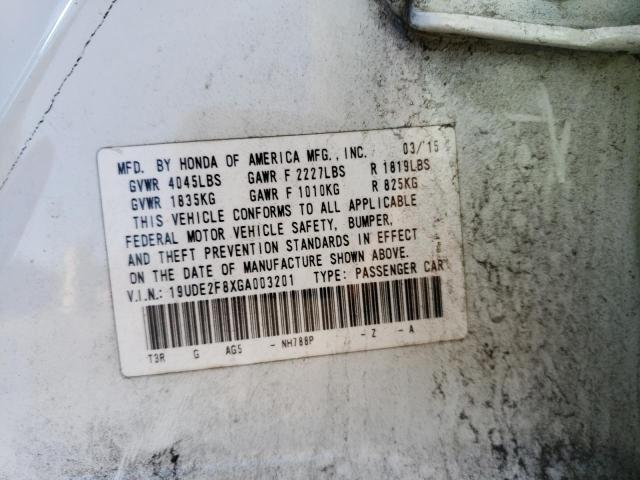 MFD. BY HONDA OF AMERICA MFG., INC. 03/'15
GVWR 4045LBS GAWR F 2227LBS R 1819LBS
GVWR 1835KG GAWR F 1010KG R 825KG
THIS VEHICLE CONFORMS TO ALL APPLICABLE
FEDERAL MOTOR VEHICLE SAFETY, BUMPER,
AND THEFT PREVENTION STANDARDS IN EFFECT
ON THE DATE OF MANUFACTURE SHOWN ABOVE.
V.I.N.: 19UDE2F8XGA003201 TYPE: PASSENGER CAR
T3R G AG5 - NH788P - Z - A